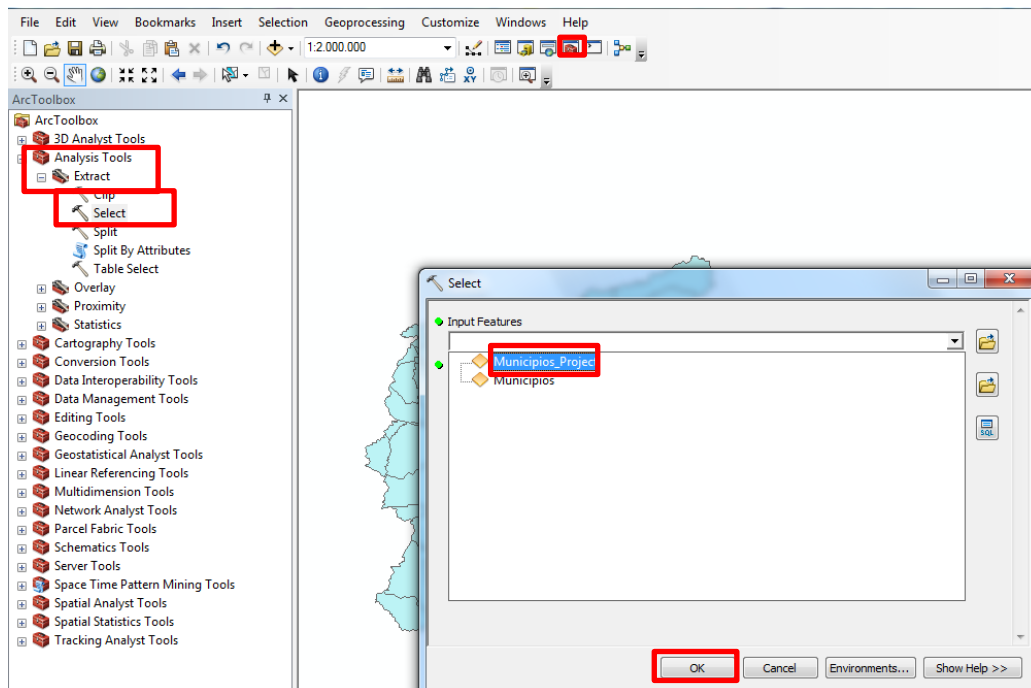 File Edit View Bookmarks Insert Selection Geoprocessing Customize Windows Help
1:2.000.000
XY
ArcToolbox
ArcToolbox
3D Analyst Tools
Analysis Tools
Extract
Clip
Select
Split
Split By Attributes
Table Select
Overlay
Proximity
Statistics
Cartography Tools
Conversion Tools
Data Interoperability Tools
Data Management Tools
Editing Tools
Geocoding Tools
Geostatistical Analyst Tools
Linear Referencing Tools
Multidimension Tools
Network Analyst Tools
Parcel Fabric Tools
Schematics Tools
Server Tools
Space Time Pattern Mining Tools
Spatial Analyst Tools
Spatial Statistics Tools
Tracking Analyst Tools
Select
Input Features
Municipios_Project
Municipios
SQL
OK Cancel Environments... Show Help >>